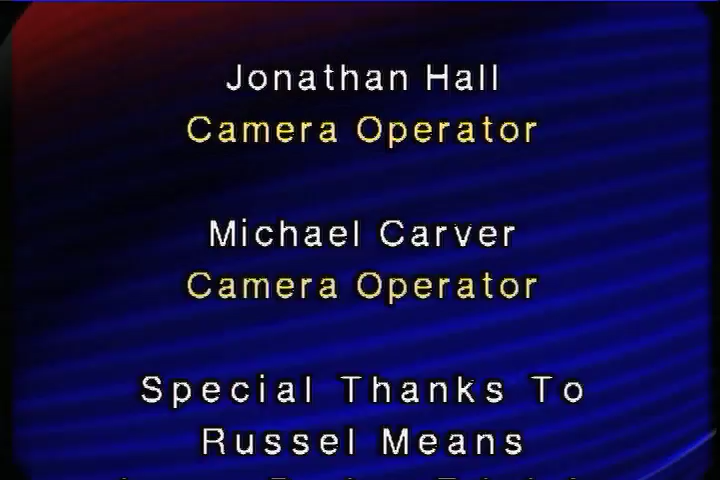 Jonathan Hall
Camera Operator
Michael Carver
Camera Operator
Special Thanks To
Russel Means